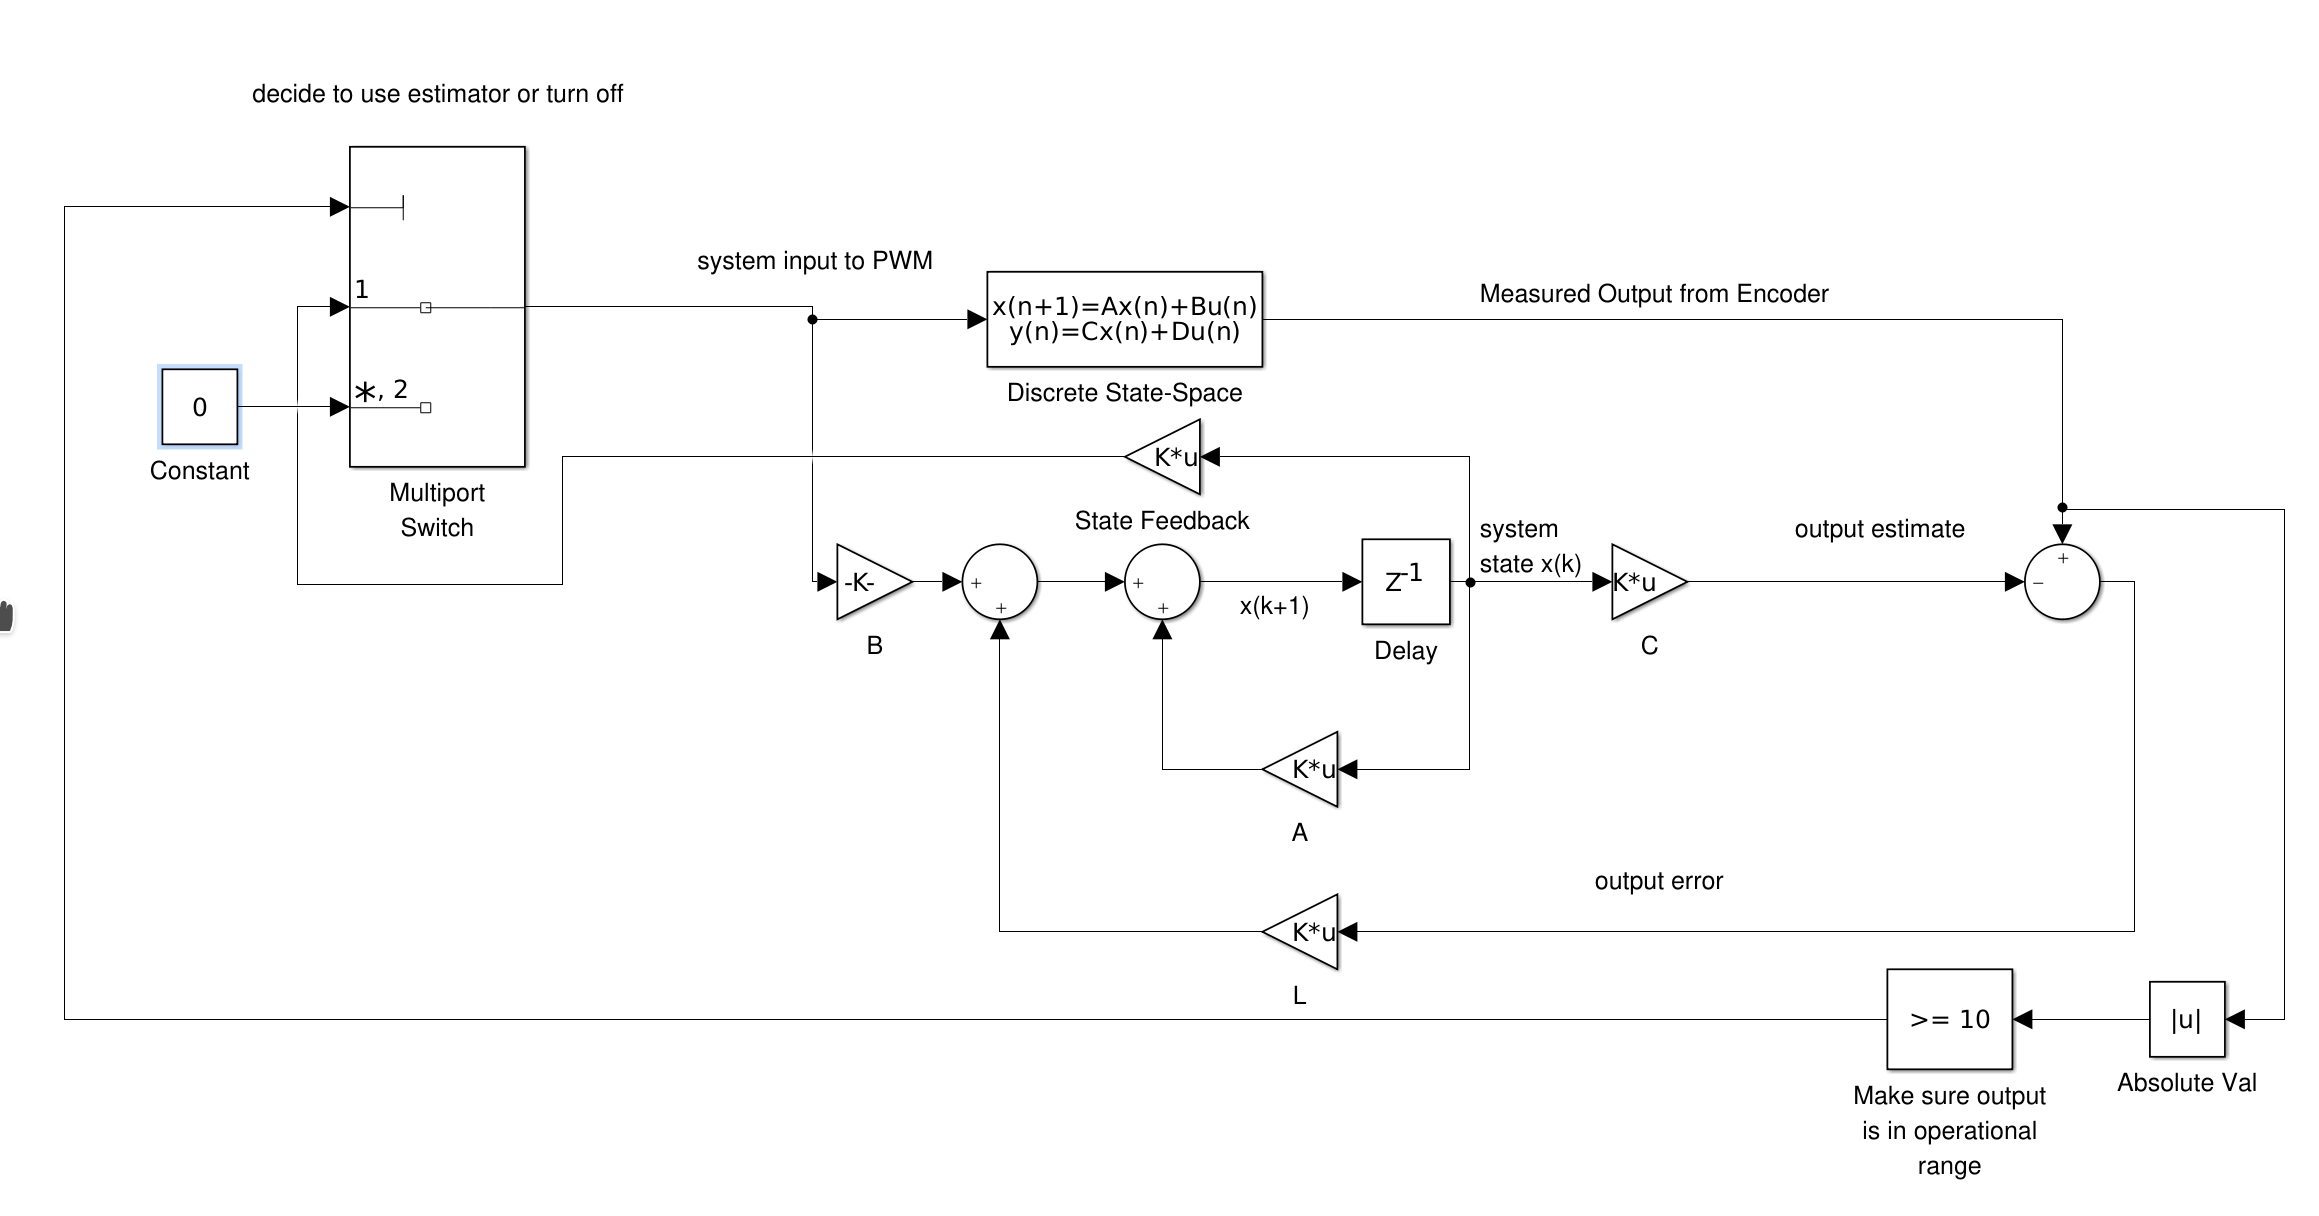 decide to use estimator or turn off
1
*, 2
0
Constant
Multiport
Switch
system input to PWM
x(n+1)=Ax(n)+Bu(n)
y(n)=Cx(n)+Du(n)
Discrete State-Space
Measured Output from Encoder
K*u
State Feedback
-K-
B
+
+
+
+
x(k+1)
Z-1
Delay
system
state x(k)
K*u
C
output estimate
+
−
K*u
A
output error
K*u
L
>= 10
Make sure output
is in operational
range
|u|
Absolute Val